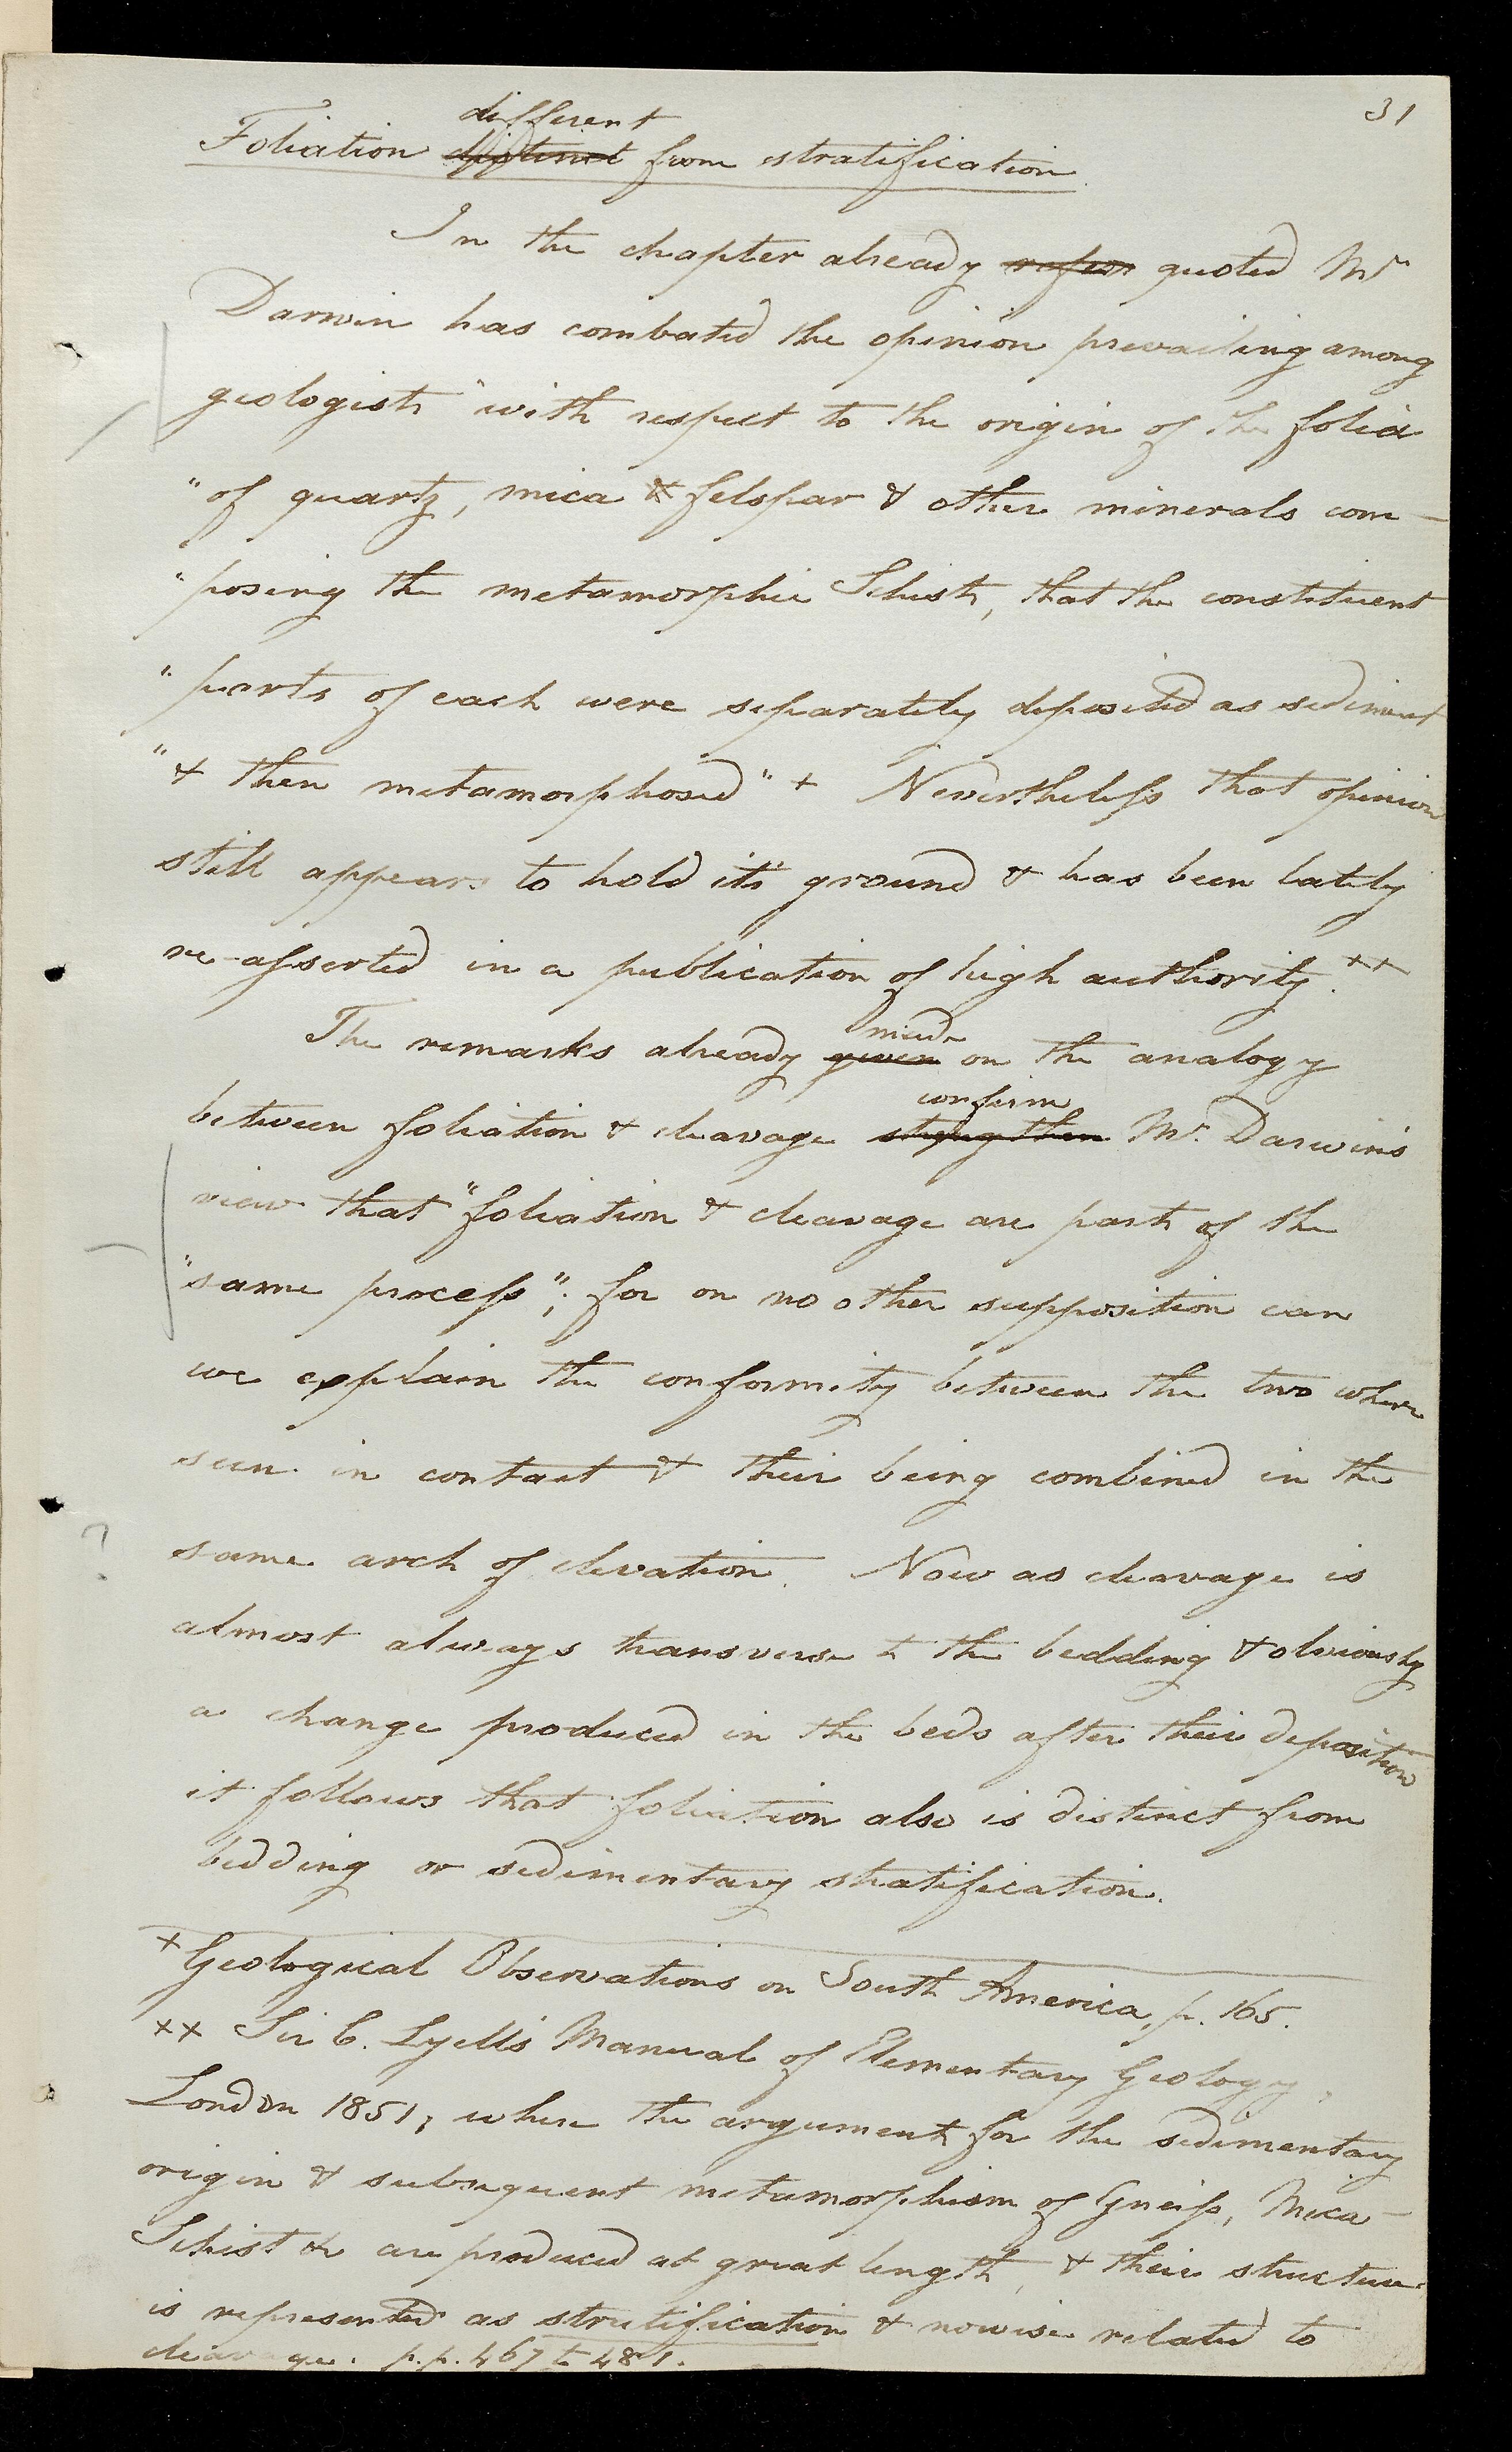 31
different
Foliation distinct from stratification
In the chapter already quoted Mr
Darwin has combated the opinion prevailing among
geologists "with respect to the origin of the folia
"of quartz, mica & felspar & other minerals com-
"posing the metamorphic Schists, that the constituent
"parts of each were separately deposited as sediment
"& then metamorphosed" + Nevertheless that opinion
still appears to hold its ground & has been lately
re-asserted in a publication of high authority. ++
made
The remarks already given on the analogy
confirm
between foliation & cleavage strengthen Mr. Darwin's
view that "foliation & cleavage are parts of the
"same process"; for on no other supposition can
we explain the conformity between the two where
seen in contact & their being combined in the
? same arch of elevation. Now as cleavage is
almost always transverse to the bedding & obviously
a change produced in the beds after their deposition
it follows that foliation also is distinct from
bedding or sedimentary stratification.
+ Geological Observations on South America, p. 165.
++ Sir C. Lyell's Manual of Elementary Geology,
London 1851, where the arguments for the sedimentary
origin & subsequent metamorphism of Gneiss, Mica-
Schist &c are produced at great length, & their structure
is represented as stratification & nowise related to
cleavage. p.p. 467 to 481.